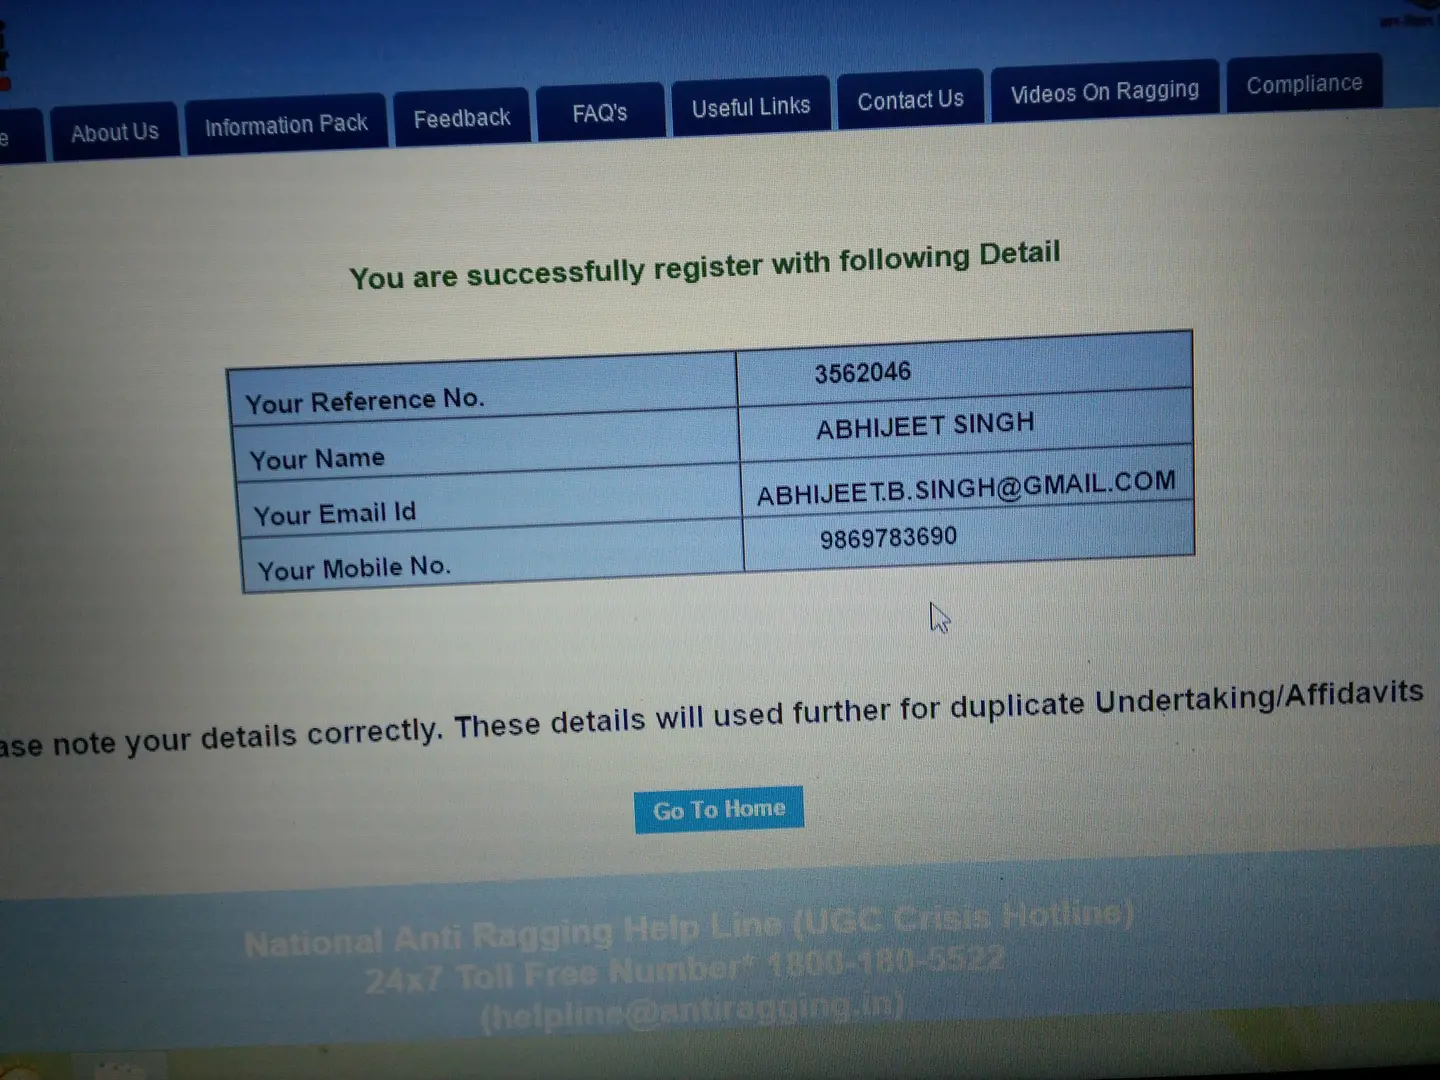 About Us
Information Pack
Feedback
FAQ's
Useful Links
Contact Us
Videos On Ragging
Compliance
You are successfully register with following Detail
Your Reference No. 3562046
Your Name ABHIJEET SINGH
Your Email Id ABHIJEET.B.SINGH@GMAIL.COM
Your Mobile No. 9869783690
note your details correctly. These details will used further for duplicate Undertaking/Affidavits
Go To Home
National Anti Ragging Help Line (UGC Crisis Hotline)
24x7 Toll Free Number* 1800-180-5522
(helpline@antiragging.in)